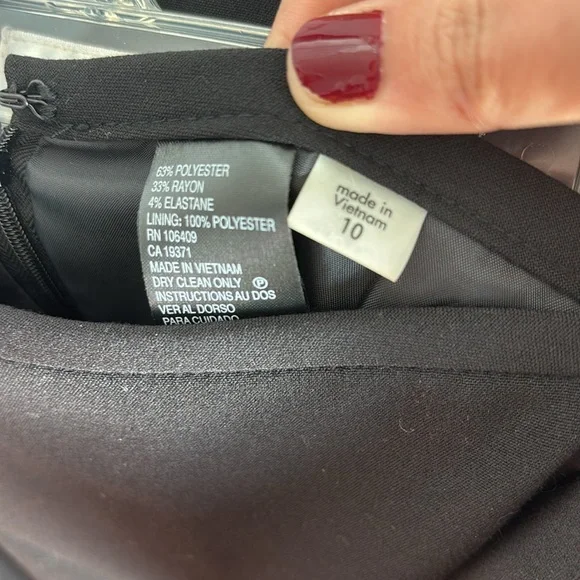 63% POLYESTER
33% RAYON
4% ELASTANE
LINING: 100% POLYESTER
RN 106409
CA 19371
MADE IN VIETNAM
DRY CLEAN ONLY Ⓟ
INSTRUCTIONS AU DOS
VER AL DORSO
PARA CUIDADO
made in
Vietnam
10